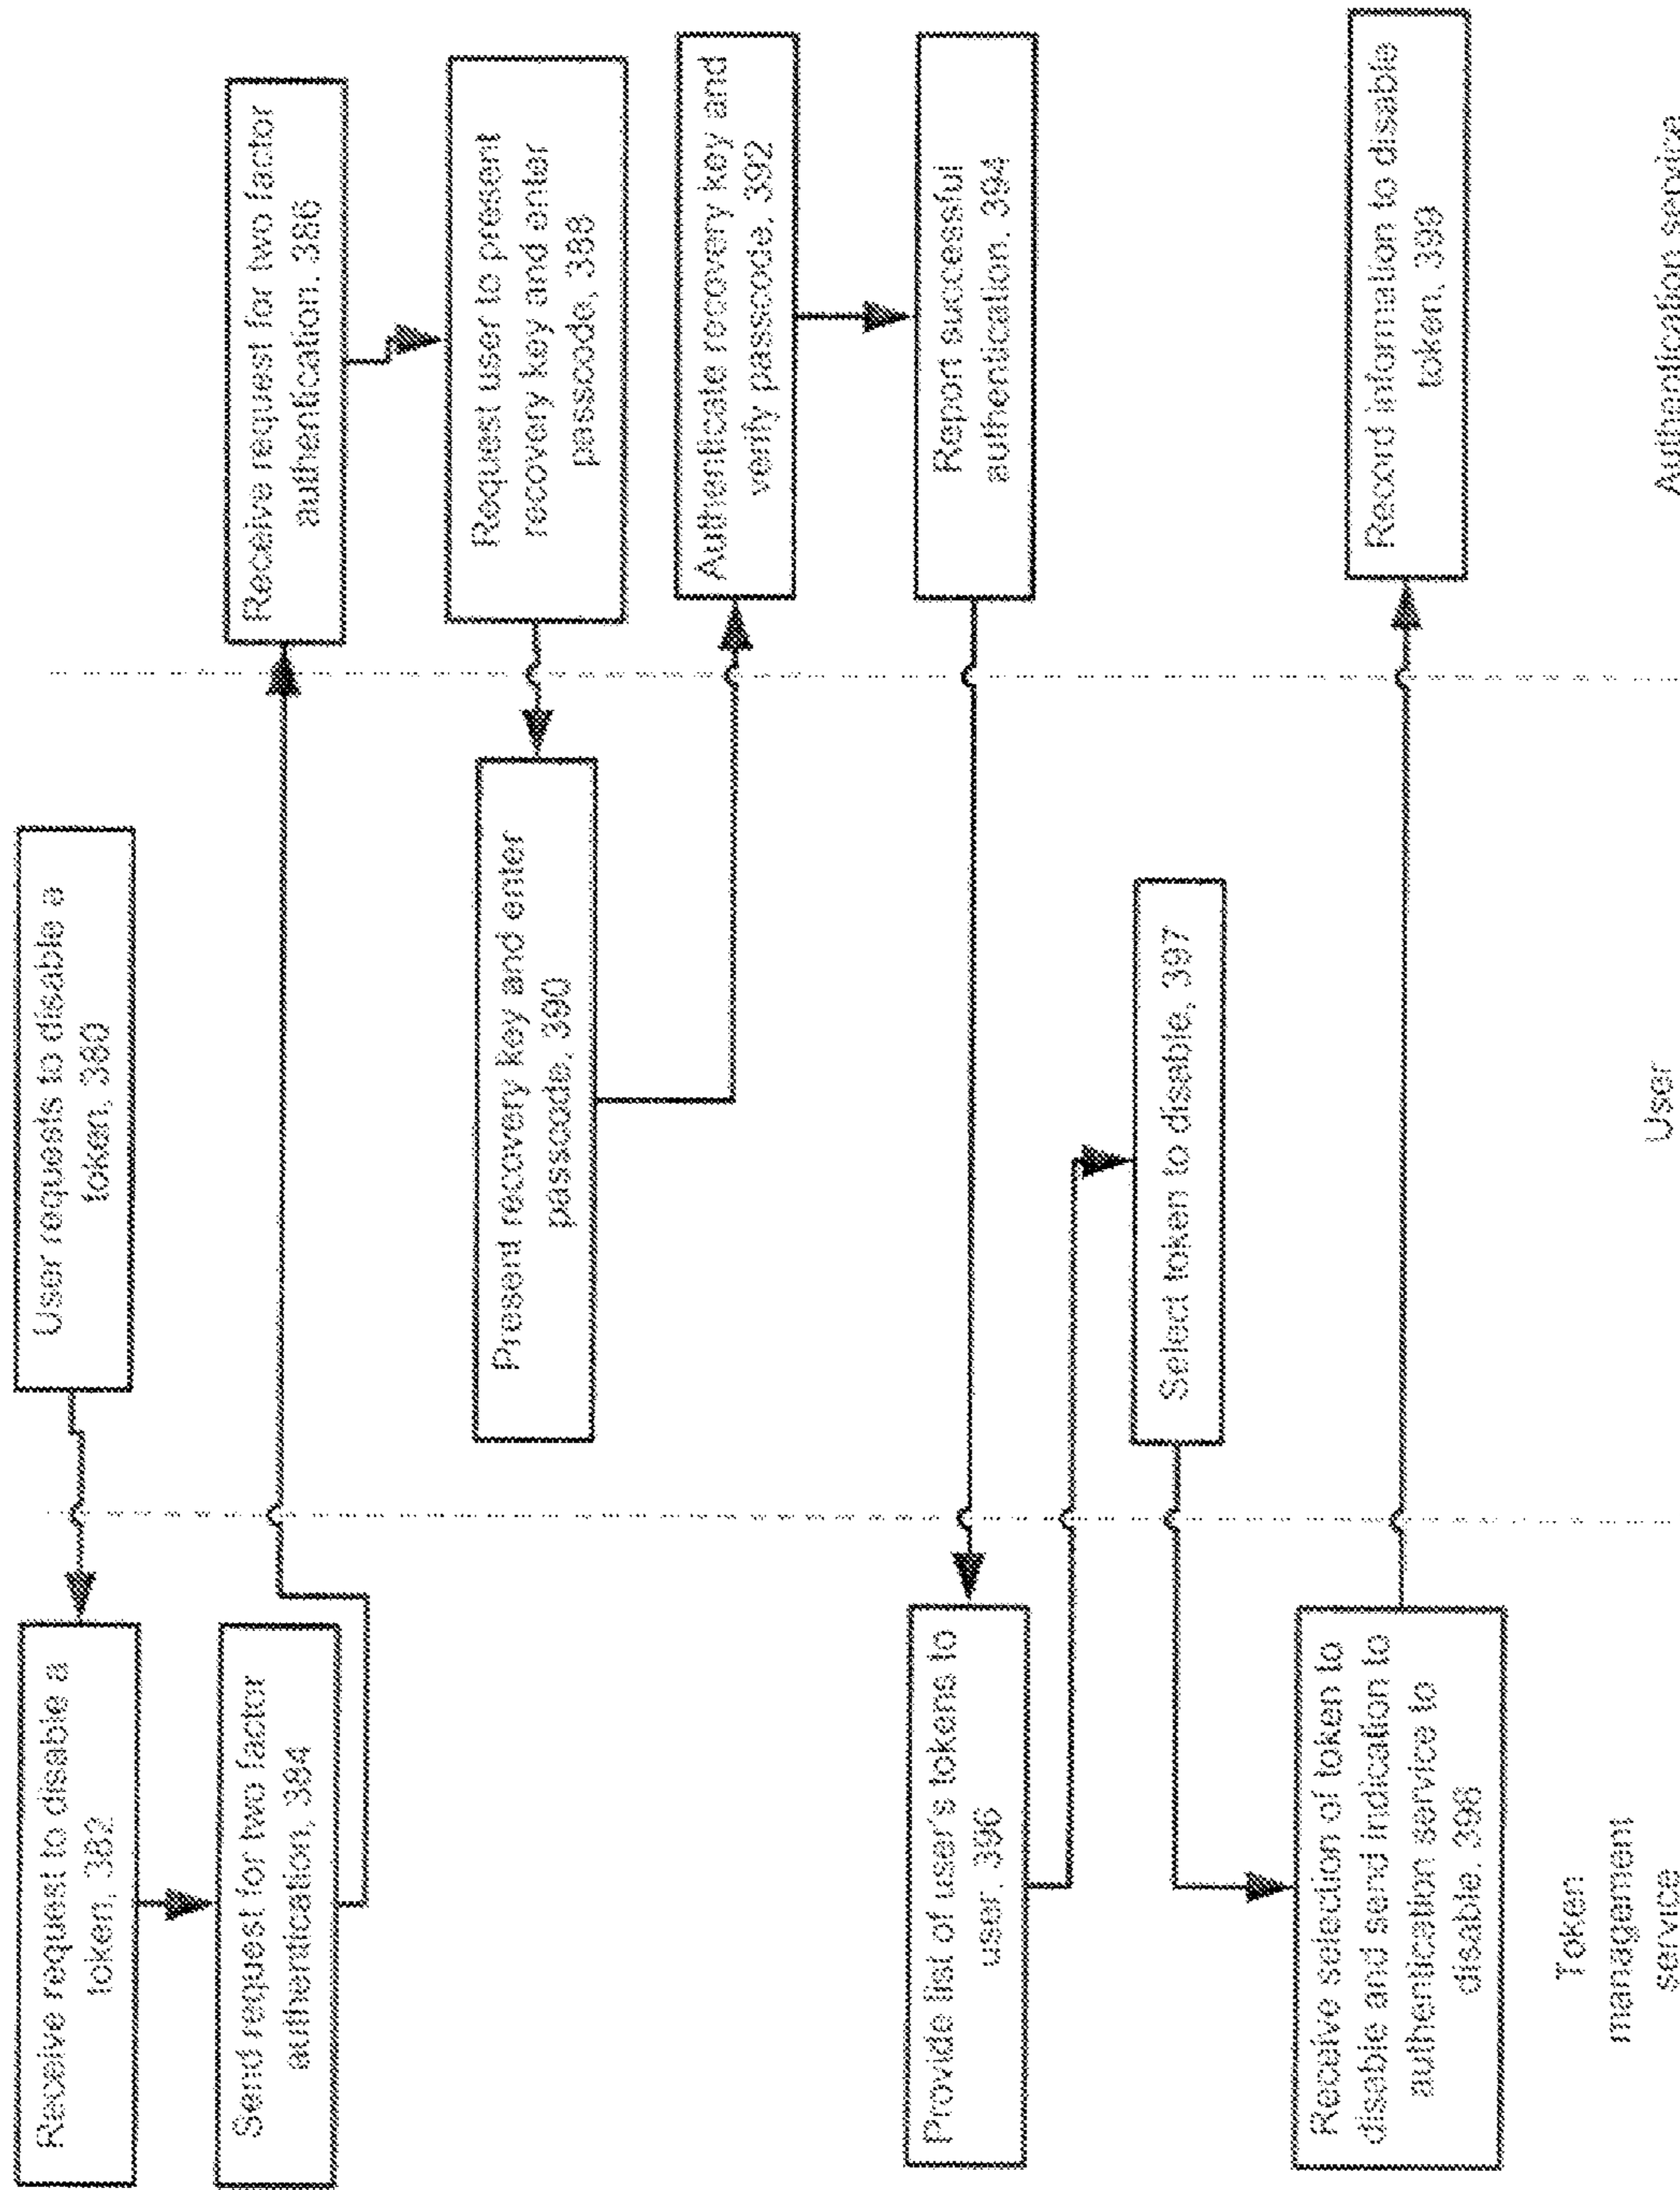 User requests to disable a
token, 380
Receive request to disable a
token, 382
Send request for two factor
authentication, 384
Receive request for two factor
authentication, 386
Request user to present
recovery key and enter
passcode, 388
Present recovery key and enter
passcode, 390
Authenticate recovery key and
verify passcode, 392
Report successful
authentication, 394
Provide list of user's tokens to
user, 396
Select token to disable, 397
Receive selection of token to
disable and send indication to
authentication service to
disable, 398
Record information to disable
token, 399
Token
management
service
User
Authentication service